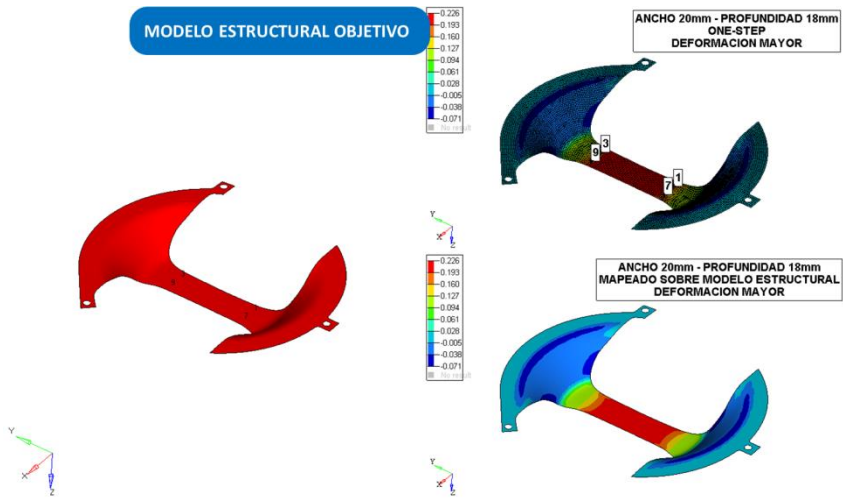 MODELO ESTRUCTURAL OBJETIVO
0.226
0.193
0.160
0.127
0.094
0.061
0.028
-0.005
-0.038
-0.071
No result
ANCHO 20mm - PROFUNDIDAD 18mm
ONE-STEP
DEFORMACION MAYOR
3
9
1
7
Y
X
Z
0.226
0.193
0.160
0.127
0.094
0.061
0.028
-0.005
-0.038
-0.071
No result
ANCHO 20mm - PROFUNDIDAD 18mm
MAPEADO SOBRE MODELO ESTRUCTURAL
DEFORMACION MAYOR
Y
X
Z
Y
X
Z